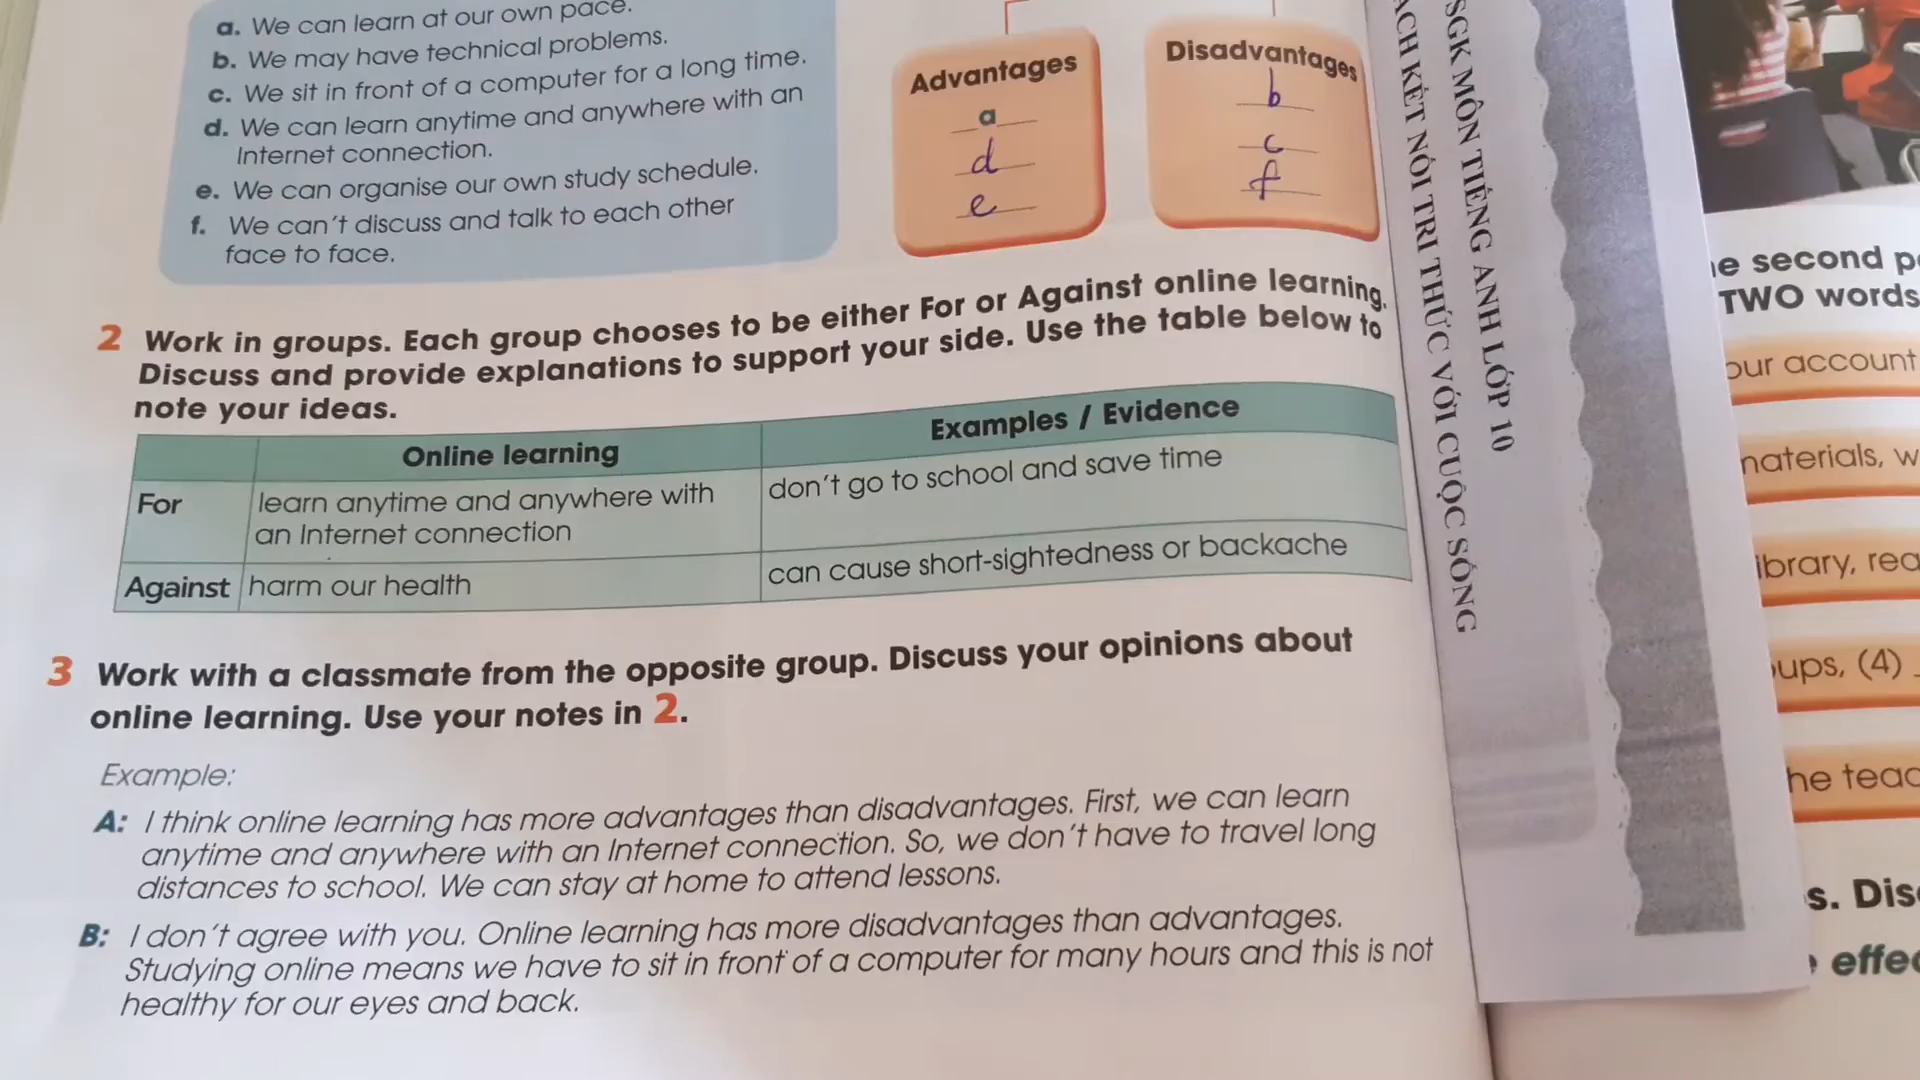 a. We can learn at our own pace.
b. We may have technical problems.
c. We sit in front of a computer for a long time.
d. We can learn anytime and anywhere with an
Internet connection.
e. We can organise our own study schedule.
f. We can't discuss and talk to each other
face to face.
Advantages
a
d
e
Disadvantages
b
c
f
2 Work in groups. Each group chooses to be either For or Against online learning.
Discuss and provide explanations to support your side. Use the table below to
note your ideas.
Online learning
Examples / Evidence
For
learn anytime and anywhere with
an Internet connection
don't go to school and save time
Against
harm our health
can cause short-sightedness or backache
3 Work with a classmate from the opposite group. Discuss your opinions about
online learning. Use your notes in 2.
Example:
A: I think online learning has more advantages than disadvantages. First, we can learn
anytime and anywhere with an Internet connection. So, we don't have to travel long
distances to school. We can stay at home to attend lessons.
B: I don't agree with you. Online learning has more disadvantages than advantages.
Studying online means we have to sit in front of a computer for many hours and this is not
healthy for our eyes and back.
SGK MÔN TIẾNG ANH LỚP 10
KẾT NỐI TRI THỨC VỚI CUỘC SỐNG
second
TWO words
account
(4)